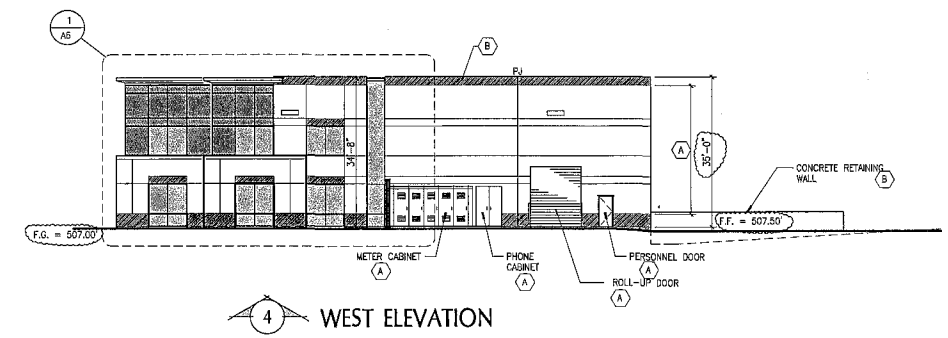 1
A6
B
PJ
34'-8"
A
35'-0"
CONCRETE RETAINING
WALL
B
F.G. = 507.00'
F.F. = 507.50'
METER CABINET
A
PHONE
CABINET
A
PERSONNEL DOOR
A
ROLL-UP DOOR
A
4
WEST ELEVATION